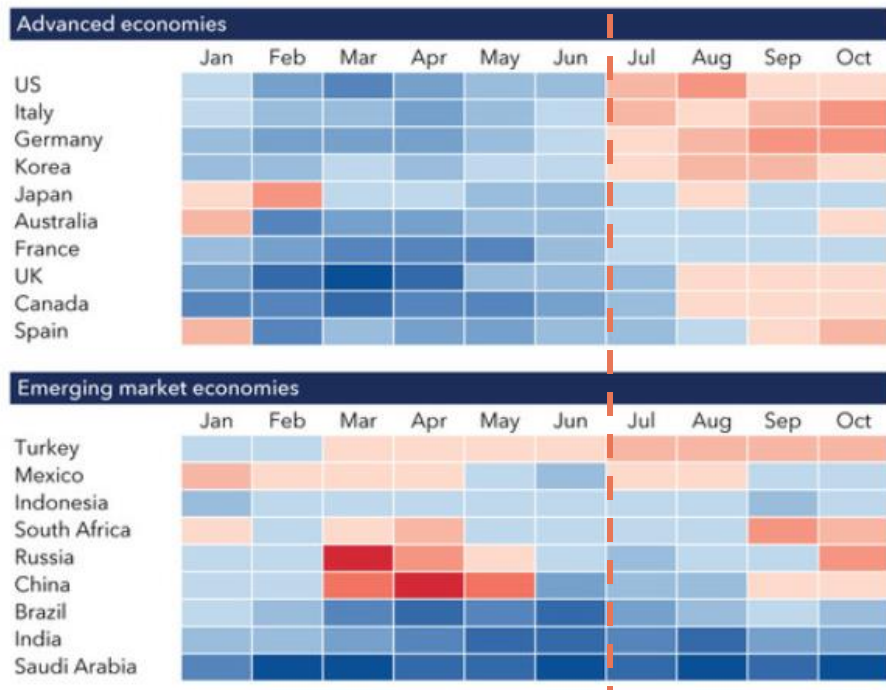 Advanced economies
Jan Feb Mar Apr May Jun Jul Aug Sep Oct
US
Italy
Germany
Korea
Japan
Australia
France
UK
Canada
Spain
Emerging market economies
Jan Feb Mar Apr May Jun Jul Aug Sep Oct
Turkey
Mexico
Indonesia
South Africa
Russia
China
Brazil
India
Saudi Arabia